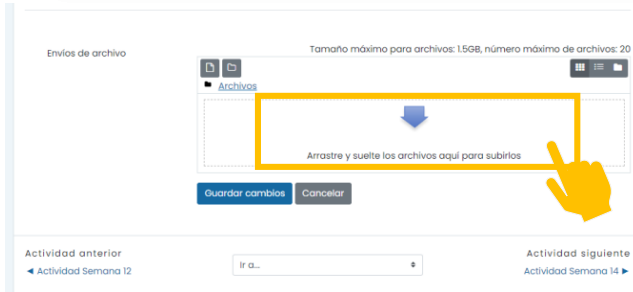 Envíos de archivo
Tamaño máximo para archivos: 1.5GB, número máximo de archivos: 20
Archivos
Arrastre y suelte los archivos aquí para subirlos
Guardar cambios Cancelar
Actividad anterior
◄ Actividad Semana 12
Ir a...
Actividad siguiente
Actividad Semana 14 ►